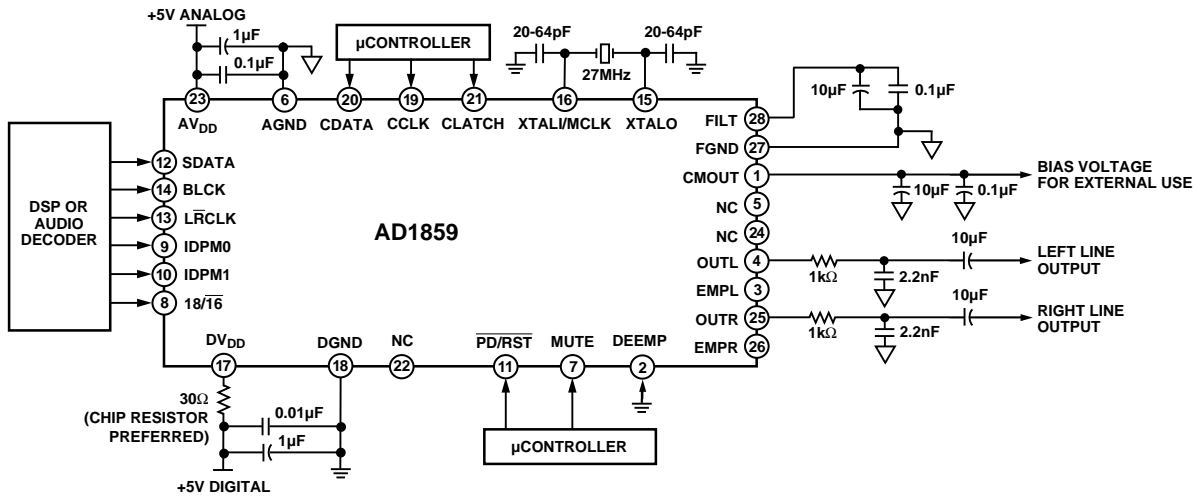 +5V ANALOG
1µF
0.1µF
µCONTROLLER
20-64pF
20-64pF
27MHz
10µF
0.1µF
23
6
20
19
21
16
15
AVDD
AGND
CDATA
CCLK
CLATCH
XTALI/MCLK
XTALO
FILT
28
FGND
27
CMOUT
1
BIAS VOLTAGE
FOR EXTERNAL USE
10µF
0.1µF
NC
5
NC
24
OUTL
4
1kΩ
2.2nF
10µF
LEFT LINE
OUTPUT
EMPL
3
OUTR
25
1kΩ
2.2nF
10µF
RIGHT LINE
OUTPUT
EMPR
26
DSP OR
AUDIO
DECODER
12
SDATA
14
BLCK
13
LRCLK
9
IDPM0
10
IDPM1
8
18/16
AD1859
DVDD
DGND
NC
PD/RST
MUTE
DEEMP
17
18
22
11
7
2
30Ω
(CHIP RESISTOR
PREFERRED)
0.01µF
1µF
+5V DIGITAL
µCONTROLLER